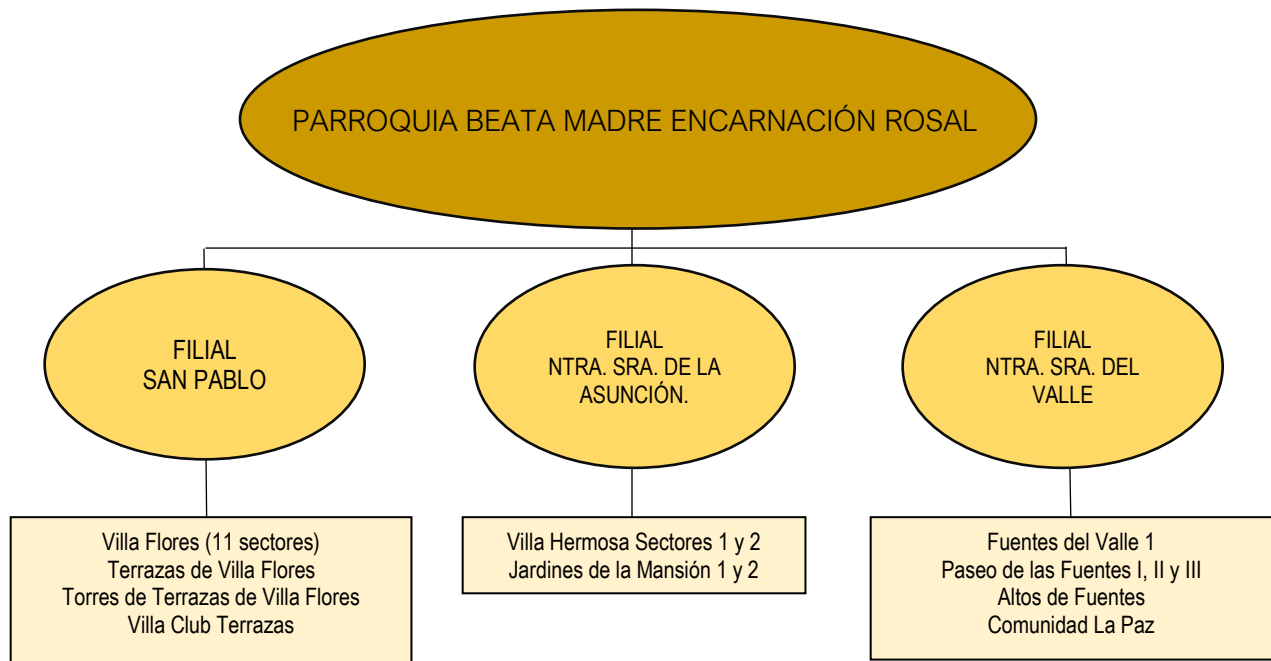 PARROQUIA BEATA MADRE ENCARNACIÓN ROSAL
FILIAL
SAN PABLO
FILIAL
NTRA. SRA. DE LA
ASUNCIÓN.
FILIAL
NTRA. SRA. DEL
VALLE
Villa Flores (11 sectores)
Terrazas de Villa Flores
Torres de Terrazas de Villa Flores
Villa Club Terrazas
Villa Hermosa Sectores 1 y 2
Jardines de la Mansión 1 y 2
Fuentes del Valle 1
Paseo de las Fuentes I, II y III
Altos de Fuentes
Comunidad La Paz